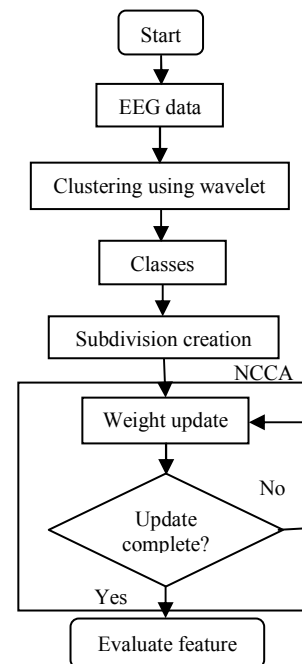 Start
EEG data
Clustering using wavelet
Classes
Subdivision creation
NCCA
Weight update
No
Update
complete?
Yes
Evaluate feature